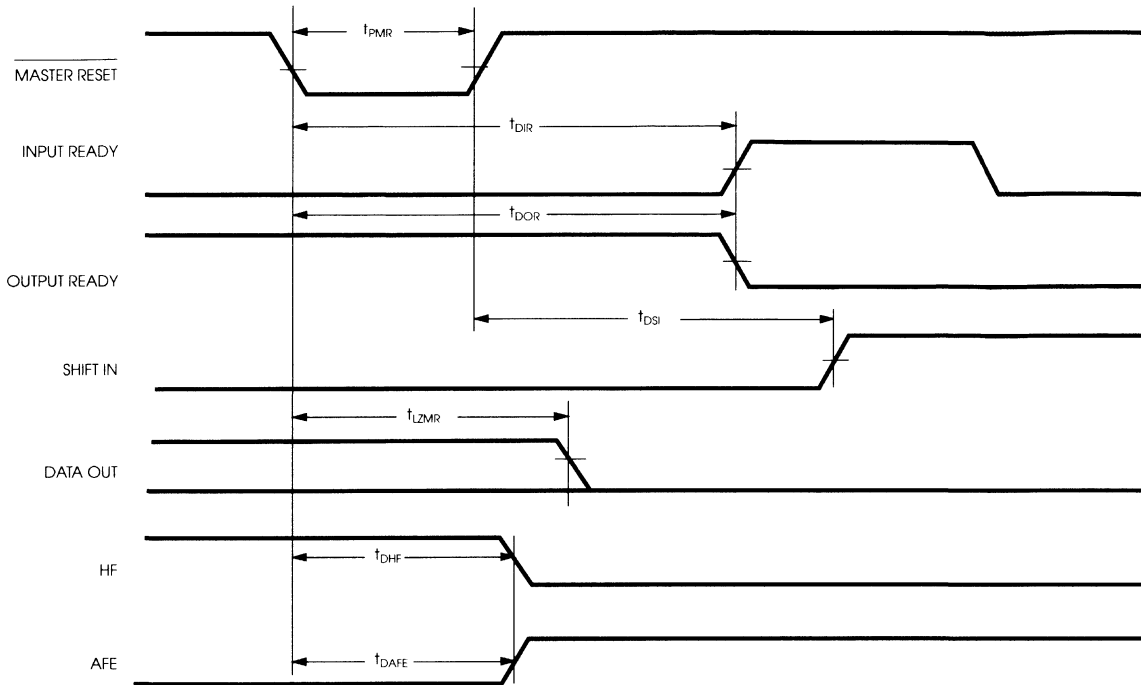 tPMR
MASTER RESET
tDIR
INPUT READY
tDOR
OUTPUT READY
tDSI
SHIFT IN
tLZMR
DATA OUT
tDHF
HF
tDAFE
AFE